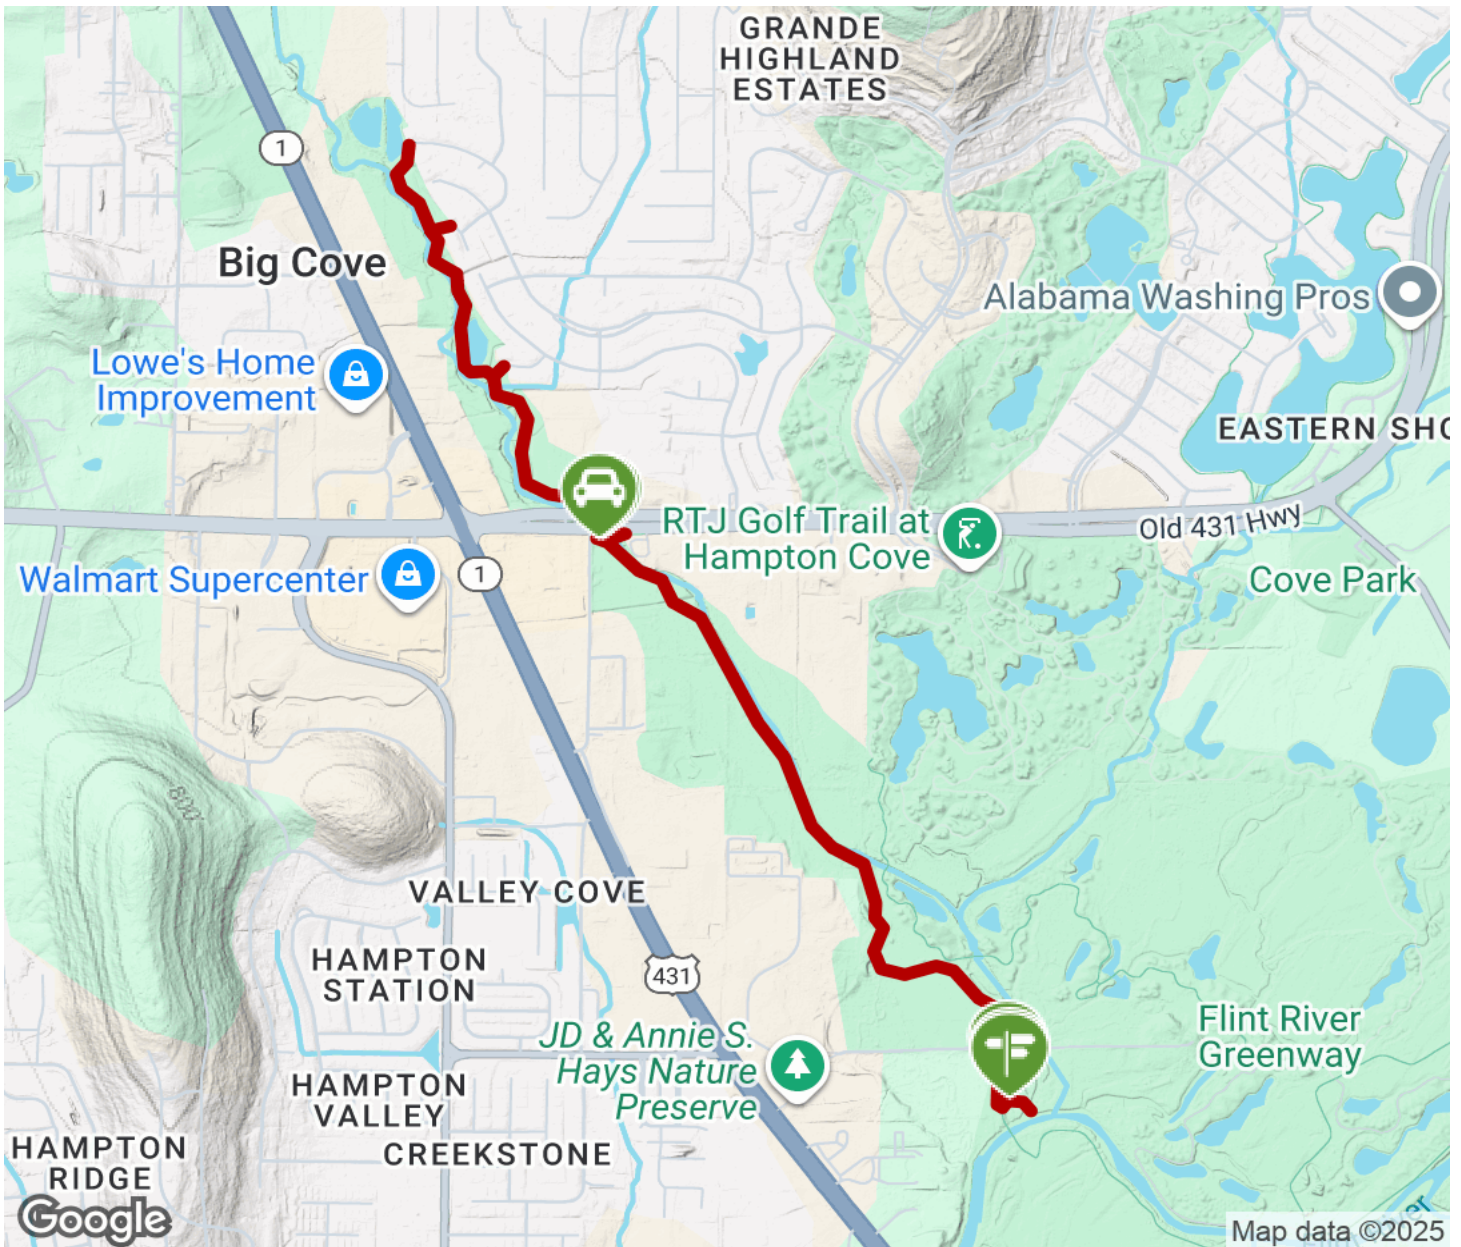 GRANDE
HIGHLAND
ESTATES
1
Big Cove
Alabama Washing Pros
Lowe's Home
Improvement
EASTERN SHO
RTJ Golf Trail at
Hampton Cove
Old 431 Hwy
Walmart Supercenter
1
Cove Park
800'
VALLEY COVE
HAMPTON
STATION
431
JD & Annie S.
Hays Nature
Preserve
Flint River
Greenway
HAMPTON
VALLEY
CREEKSTONE
HAMPTON
RIDGE
Google
Map data ©2025